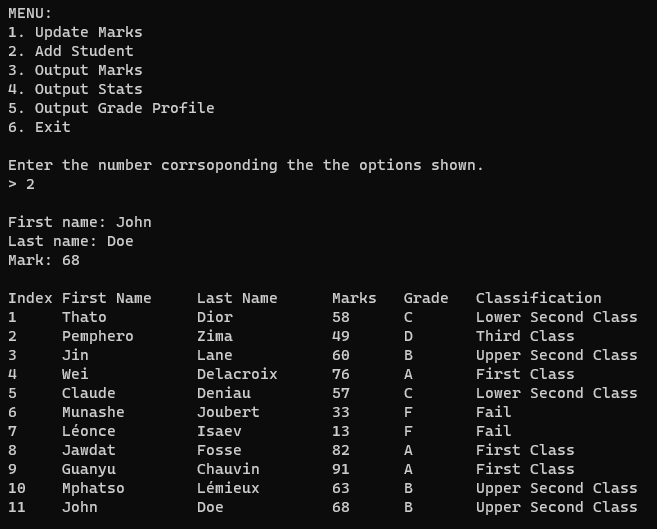 MENU:
1. Update Marks
2. Add Student
3. Output Marks
4. Output Stats
5. Output Grade Profile
6. Exit
Enter the number corrsoponding the the options shown.
> 2
First name: John
Last name: Doe
Mark: 68
Index First Name Last Name Marks Grade Classification
1 Thato Dior 58 C Lower Second Class
2 Pemphero Zima 49 D Third Class
3 Jin Lane 60 B Upper Second Class
4 Wei Delacroix 76 A First Class
5 Claude Deniau 57 C Lower Second Class
6 Munashe Joubert 33 F Fail
7 Léonce Isaev 13 F Fail
8 Jawdat Fosse 82 A First Class
9 Guanyu Chauvin 91 A First Class
10 Mphatso Lémieux 63 B Upper Second Class
11 John Doe 68 B Upper Second Class